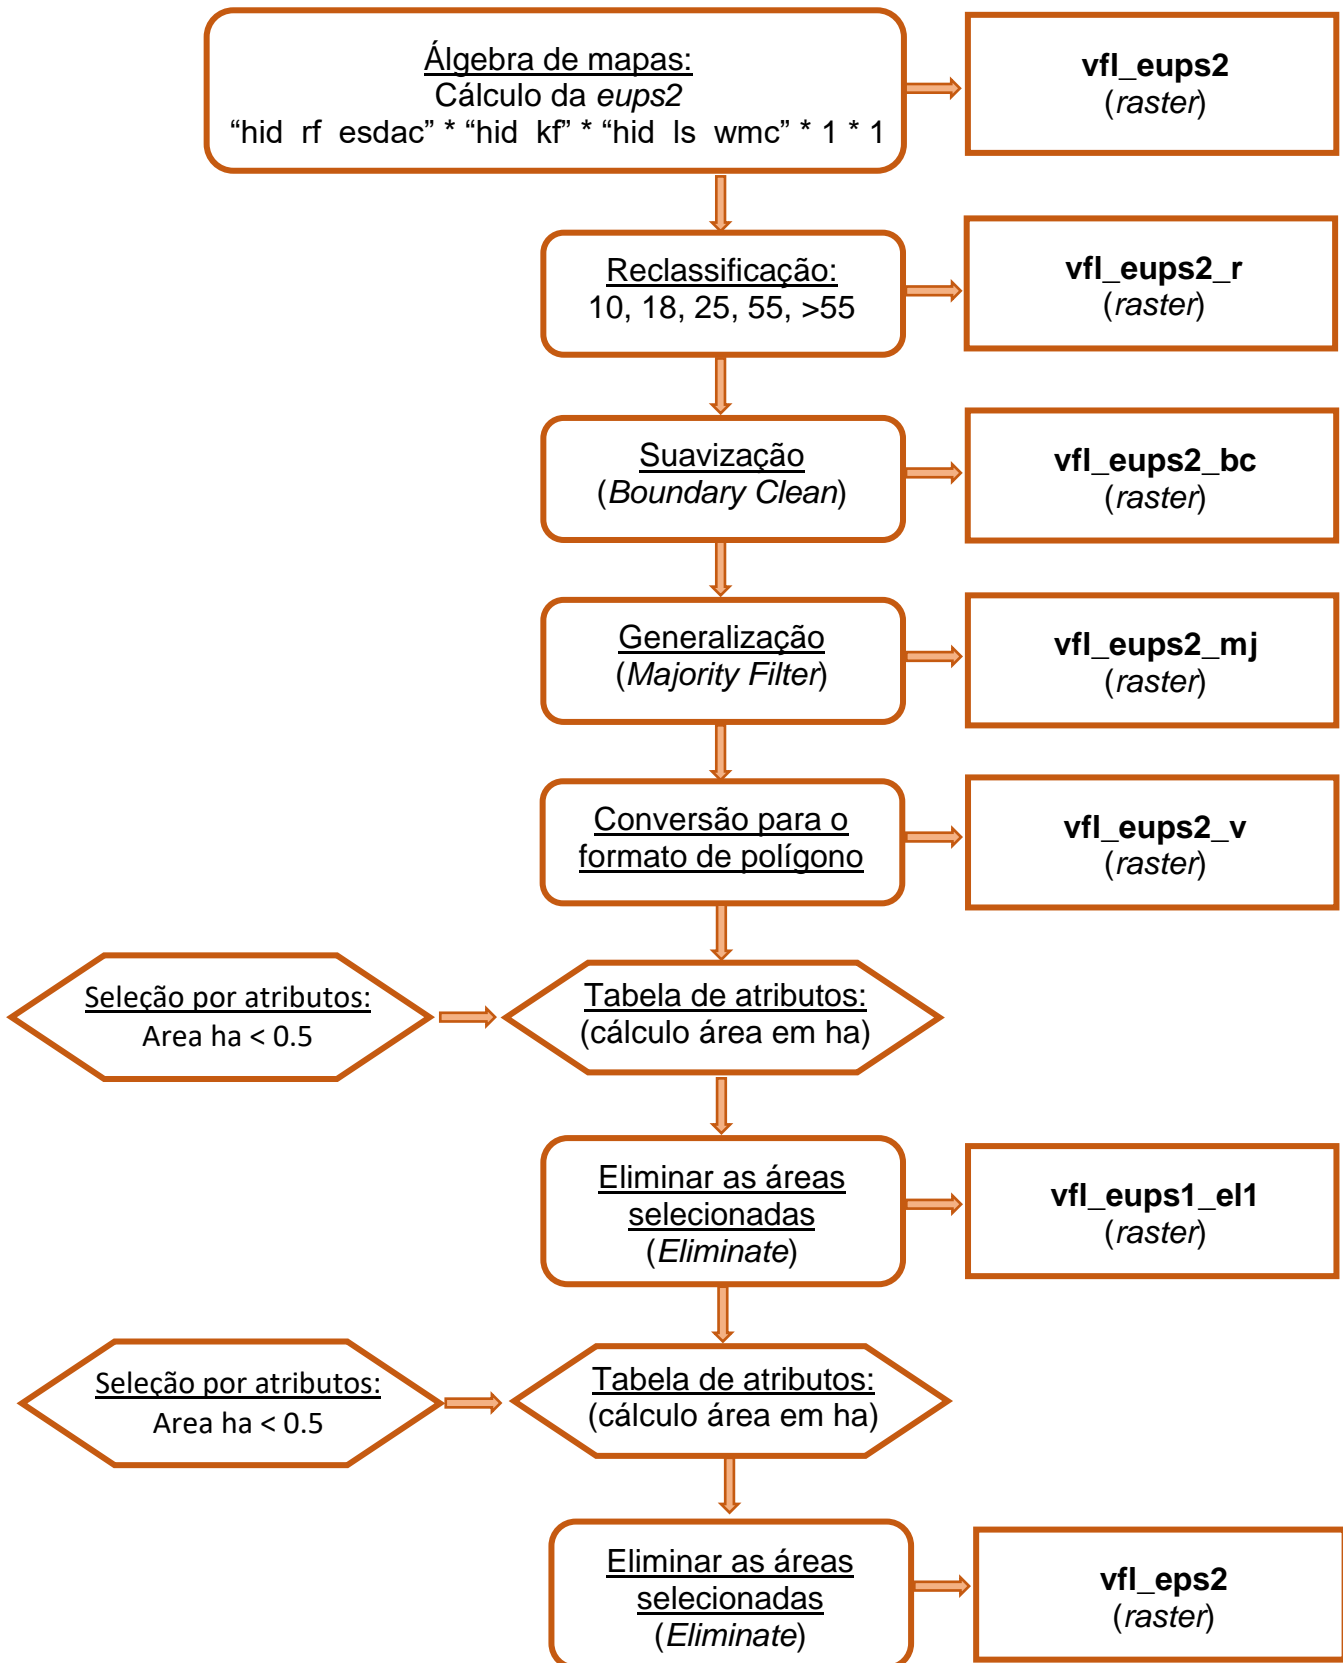 Álgebra de mapas:
Cálculo da eups2
“hid rf esdac” * “hid kf” * “hid ls wmc” * 1 * 1
vfl_eups2
(raster)
Reclassificação:
10, 18, 25, 55, >55
vfl_eups2_r
(raster)
Suavização
(Boundary Clean)
vfl_eups2_bc
(raster)
Generalização
(Majority Filter)
vfl_eups2_mj
(raster)
Conversão para o
formato de polígono
vfl_eups2_v
(raster)
Seleção por atributos:
Area ha < 0.5
Tabela de atributos:
(cálculo área em ha)
Eliminar as áreas
selecionadas
(Eliminate)
vfl_eups1_el1
(raster)
Seleção por atributos:
Area ha < 0.5
Tabela de atributos:
(cálculo área em ha)
Eliminar as áreas
selecionadas
(Eliminate)
vfl_eps2
(raster)